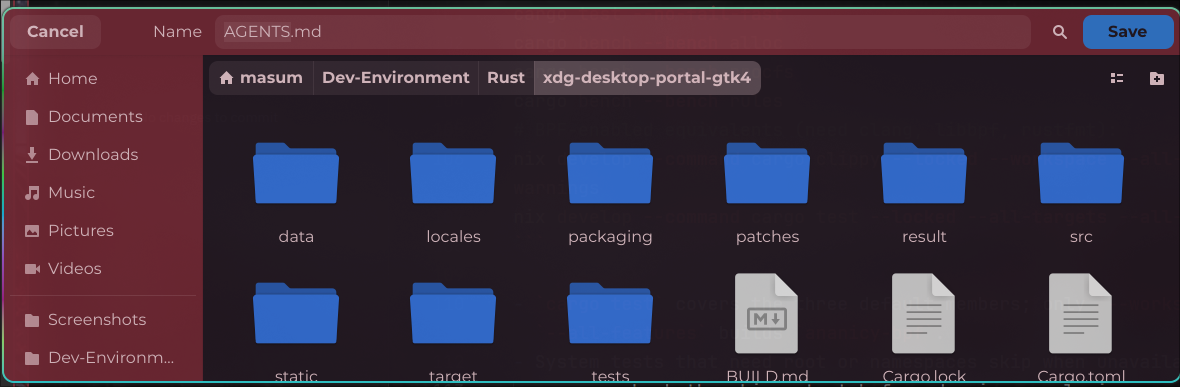 Cancel Name AGENTS.md Save
Home masum Dev-Environment Rust xdg-desktop-portal-gtk4
Documents
Downloads
Music
Pictures
Videos
Screenshots
Dev-Environm...
data locales packaging patches result src
static target tests BUILD.md Cargo.lock Cargo.toml